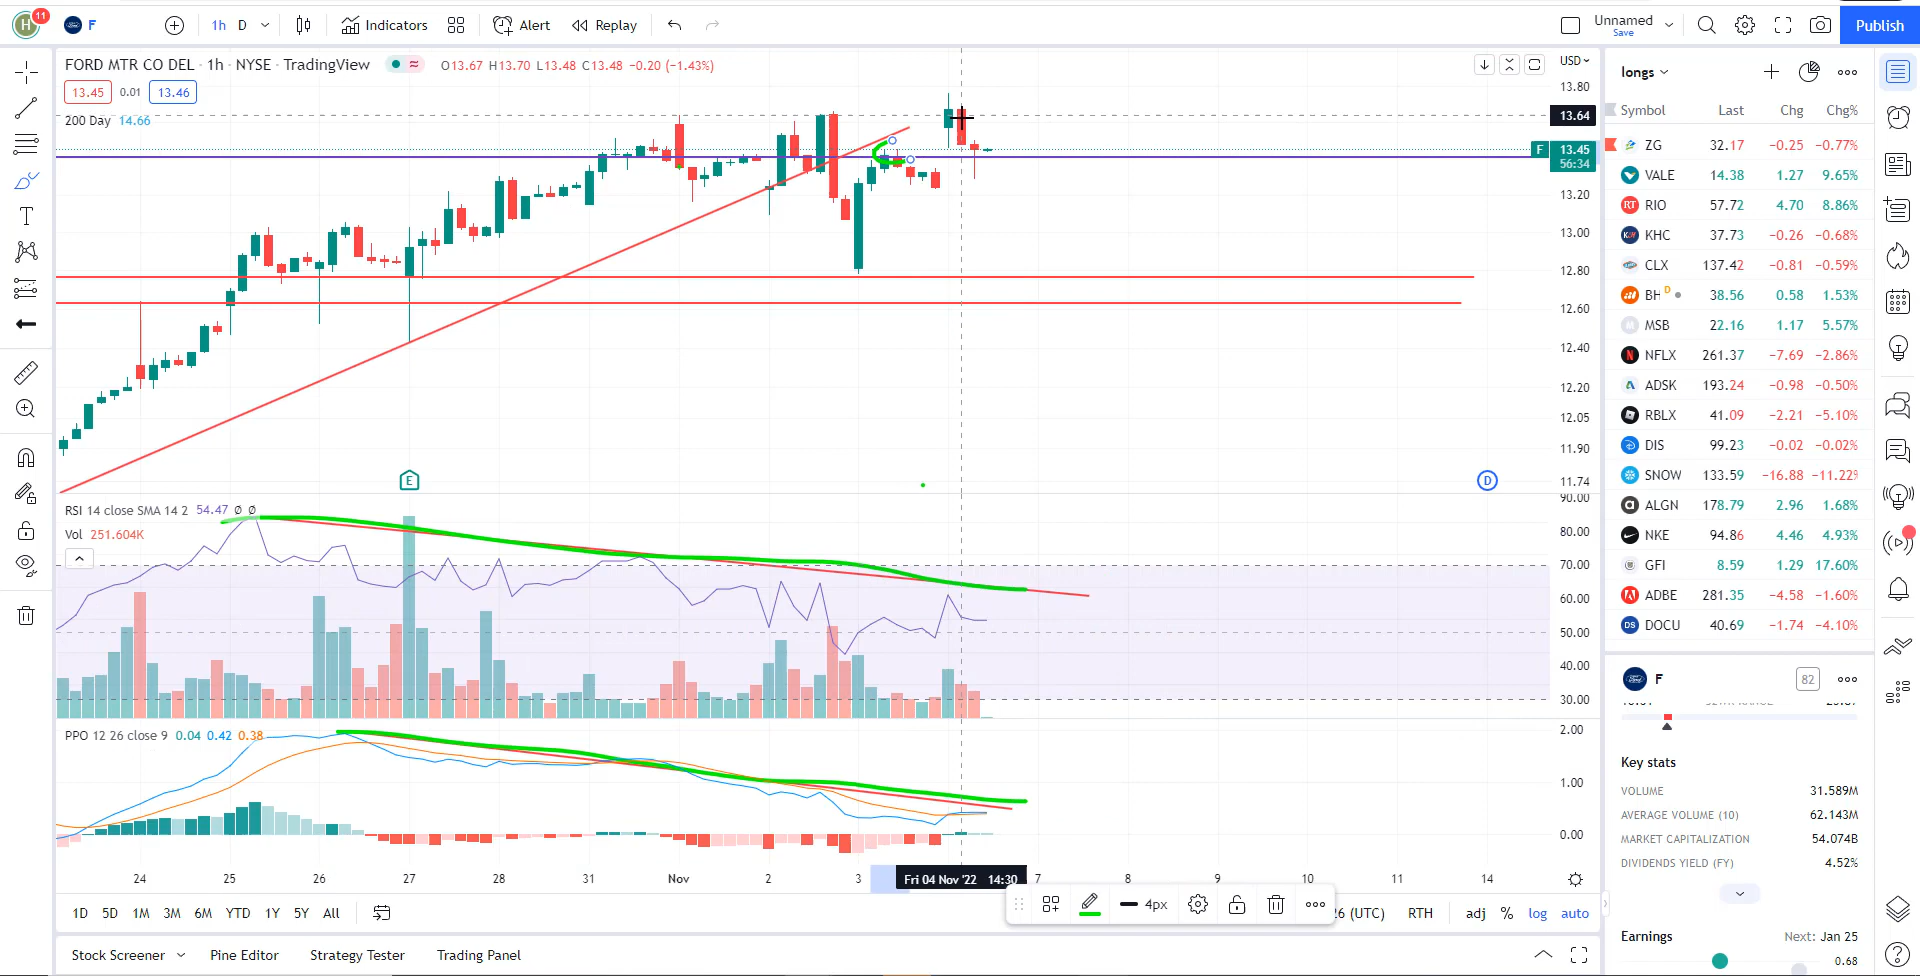 H 11 F 1h D Indicators Alert Replay Unnamed Save Publish
FORD MTR CO DEL · 1h · NYSE · TradingView O13.67 H13.70 L13.48 C13.48 −0.20 (−1.43%)
13.45 0.01 13.46
200 Day 14.66
USD
13.80
13.64
F 13.45
56:34
13.20
13.00
12.80
12.60
12.40
12.20
12.05
11.90
11.74
E
D
RSI 14 close SMA 14 2 54.47 Ø Ø
Vol 251.604K
90.00
80.00
70.00
60.00
50.00
40.00
30.00
PPO 12 26 close 9 0.04 0.42 0.38
2.00
1.00
0.00
24 25 26 27 28 31 Nov 2 3 Fri 04 Nov '22 14:30 7 8 9 10 11 14
1D 5D 1M 3M 6M YTD 1Y 5Y All 4px 26 (UTC) RTH adj % log auto
Stock Screener Pine Editor Strategy Tester Trading Panel
longs
Symbol Last Chg Chg%
ZG 32.17 −0.25 −0.77%
VALE 14.38 1.27 9.65%
RT RIO 57.72 4.70 8.86%
KHC 37.73 −0.26 −0.68%
CLX 137.42 −0.81 −0.59%
BH D 38.56 0.58 1.53%
MSB 22.16 1.17 5.57%
N NFLX 261.37 −7.69 −2.86%
ADSK 193.24 −0.98 −0.50%
RBLX 41.09 −2.21 −5.10%
DIS 99.23 −0.02 −0.02%
SNOW 133.59 −16.88 −11.22%
ALGN 178.79 2.96 1.68%
NKE 94.86 4.46 4.93%
GFI 8.59 1.29 17.60%
ADBE 281.35 −4.58 −1.60%
DS DOCU 40.69 −1.74 −4.10%
F 82
Key stats
VOLUME 31.589M
AVERAGE VOLUME (10) 62.143M
MARKET CAPITALIZATION 54.074B
DIVIDENDS YIELD (FY) 4.52%
Earnings Next: Jan 25
0.68